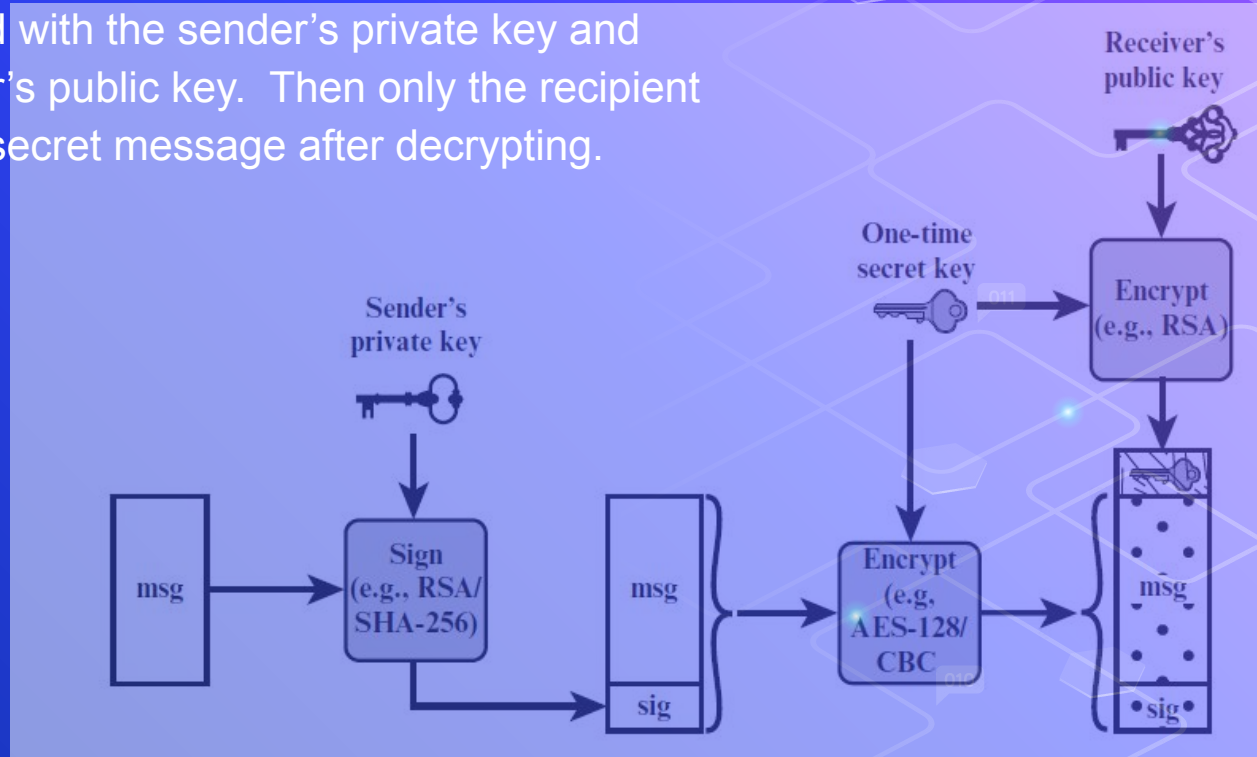 with the sender’s private key and
’s public key. Then only the recipient
secret message after decrypting.
Receiver's
public key
One-time
secret key
011
Encrypt
(e.g., RSA)
Sender's
private key
msg
Sign
(e.g., RSA/
SHA-256)
msg
sig
Encrypt
(e.g,
AES-128/
CBC
010
msg
sig